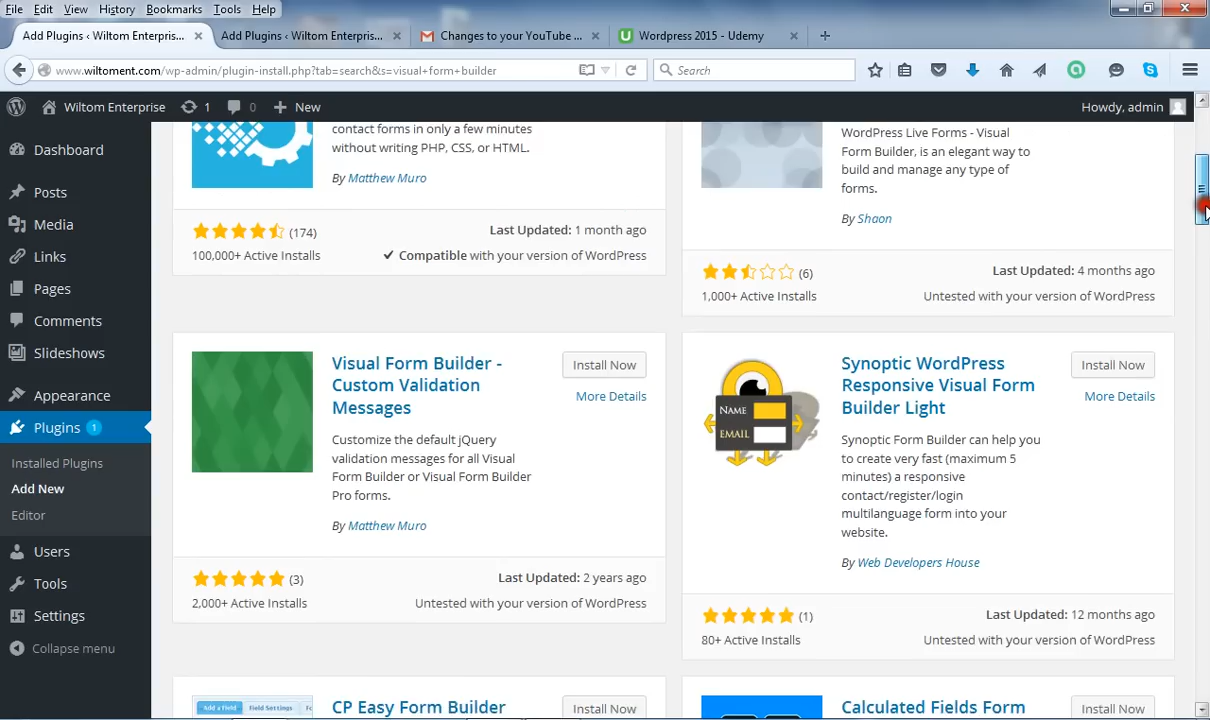 File Edit View History Bookmarks Tools Help
Add Plugins ‹ Wiltom Enterpris...
Add Plugins ‹ Wiltom Enterpris...
Changes to your YouTube ...
Wordpress 2015 - Udemy
www.wiltoment.com/wp-admin/plugin-install.php?tab=search&s=visual+form+builder
Search
Wiltom Enterprise 1 0 New
Howdy, admin
Dashboard
Posts
Media
Links
Pages
Comments
Slideshows
Appearance
Plugins 1
Installed Plugins
Add New
Editor
Users
Tools
Settings
Collapse menu
contact forms in only a few minutes
without writing PHP, CSS, or HTML.
By Matthew Muro
(174)
Last Updated: 1 month ago
100,000+ Active Installs
Compatible with your version of WordPress
WordPress Live Forms - Visual
Form Builder, is an elegant way to
build and manage any type of
forms.
By Shaon
(6)
Last Updated: 4 months ago
1,000+ Active Installs
Untested with your version of WordPress
Visual Form Builder -
Custom Validation
Messages
Install Now
More Details
Customize the default jQuery
validation messages for all Visual
Form Builder or Visual Form Builder
Pro forms.
By Matthew Muro
(3)
Last Updated: 2 years ago
2,000+ Active Installs
Untested with your version of WordPress
NAME
EMAIL
Synoptic WordPress
Responsive Visual Form
Builder Light
Install Now
More Details
Synoptic Form Builder can help you
to create very fast (maximum 5
minutes) a responsive
contact/register/login
multilanguage form into your
website.
By Web Developers House
(1)
Last Updated: 12 months ago
80+ Active Installs
Untested with your version of WordPress
Add a Field Field Settings
CP Easy Form Builder
Install Now
Calculated Fields Form
Install Now